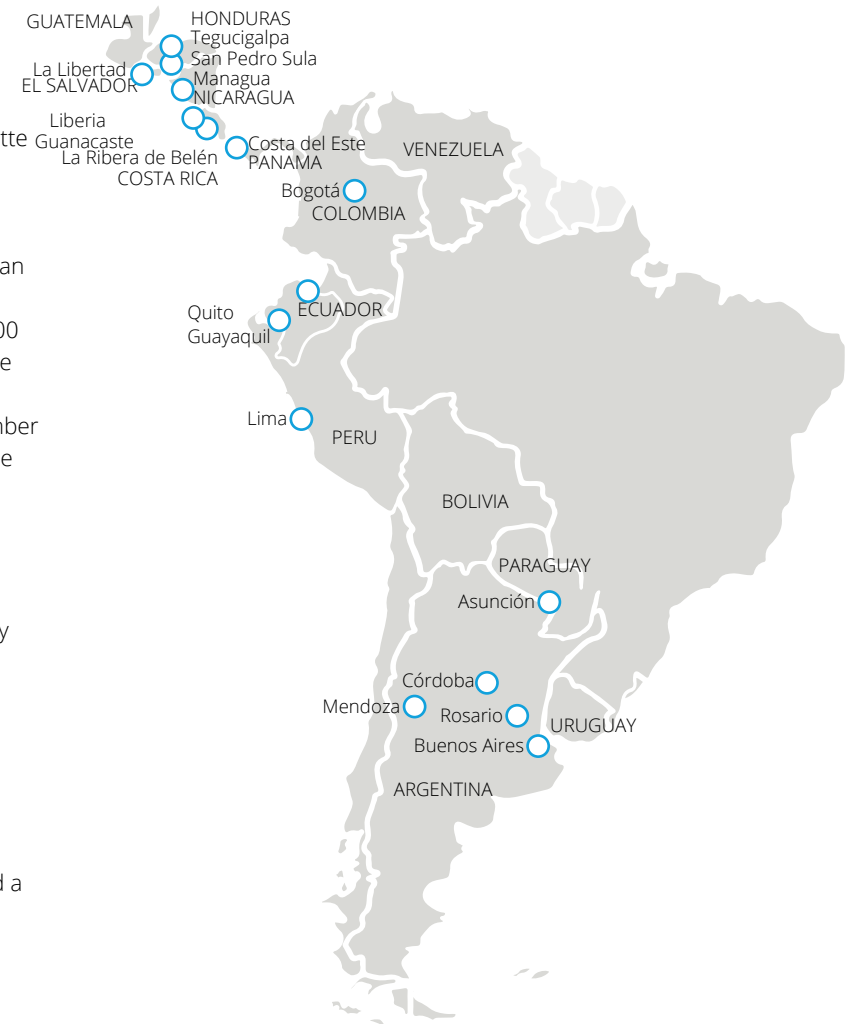 GUATEMALA
HONDURAS
Tegucigalpa
San Pedro Sula
La Libertad
EL SALVADOR
Managua
NICARAGUA
Liberia
Guanacaste
tte
La Ribera de Belén
COSTA RICA
Costa del Este
PANAMA
VENEZUELA
Bogotá
COLOMBIA
an
ECUADOR
Quito
Guayaquil
00
e
Lima
nber
PERU
e
BOLIVIA
PARAGUAY
Asunción
y
Córdoba
Mendoza
Rosario
URUGUAY
Buenos Aires
ARGENTINA
d a